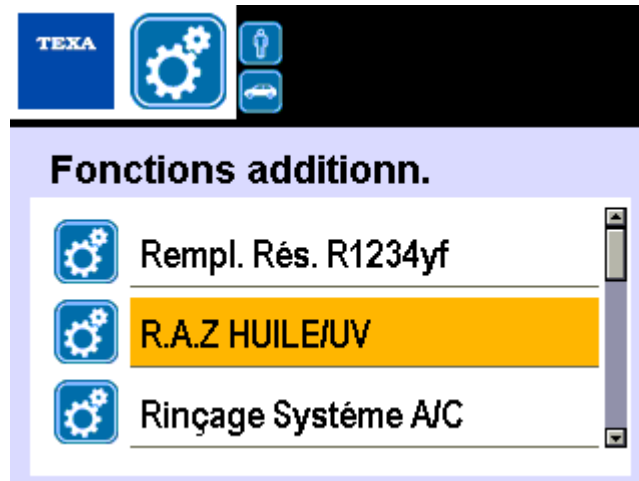 TEXA
Fonctions additionn.
Rempl. Rés. R1234yf
R.A.Z HUILE/UV
Rinçage Systéme A/C